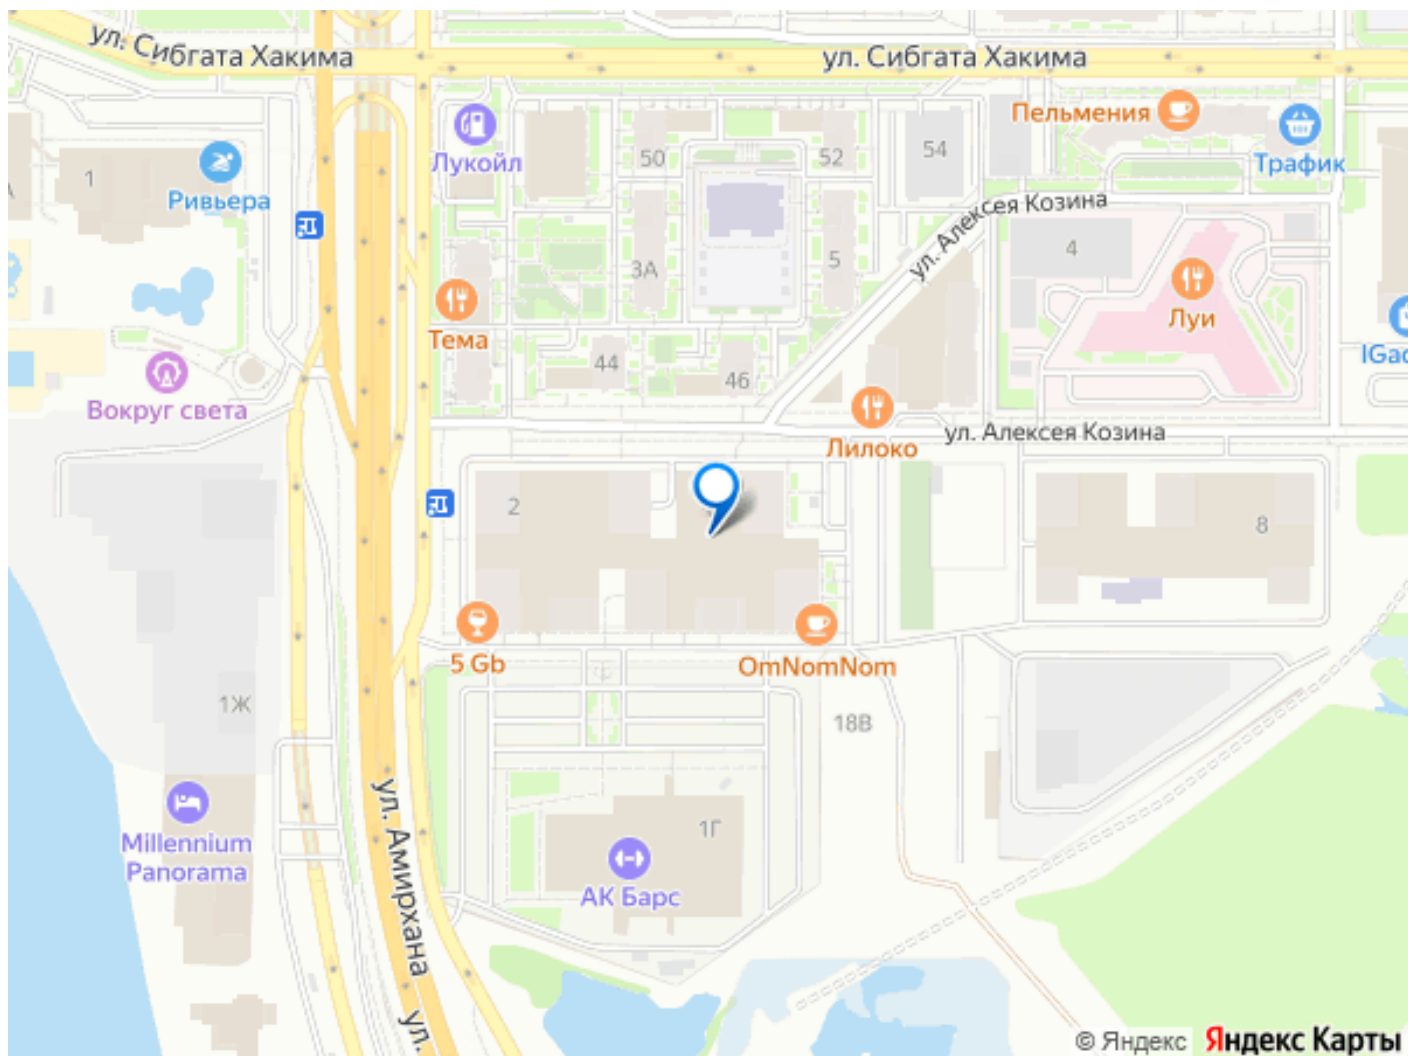 ул. Сибгата Хакима
ул. Сибгата Хакима
Пельмения
Лукойл
50
52
54
Трафик
1
Ривьера
ул. Алексея Козина
4
3А
5
Луи
Тема
44
46
IGad
Вокруг света
Лилоко
ул. Алексея Козина
2
8
5 Gb
OmNomNom
1Ж
18В
ул. Амирхана
ул.
Millennium
Panorama
1Г
АК Барс
© Яндекс
Яндекс Карты